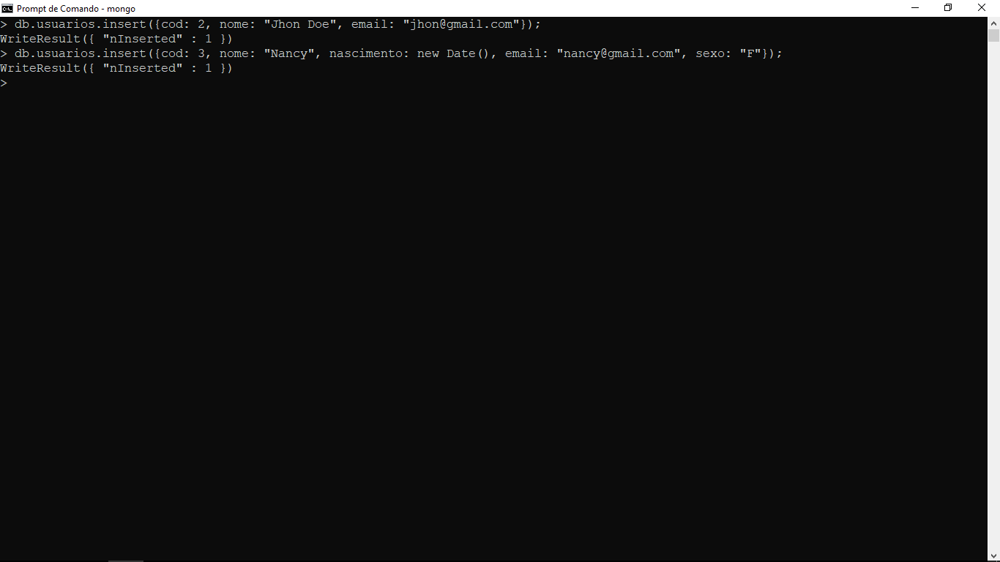 Prompt de Comando - mongo
> db.usuarios.insert({cod: 2, nome: "Jhon Doe", email: "jhon@gmail.com"});
WriteResult({ "nInserted" : 1 })
> db.usuarios.insert({cod: 3, nome: "Nancy", nascimento: new Date(), email: "nancy@gmail.com", sexo: "F"});
WriteResult({ "nInserted" : 1 })
>